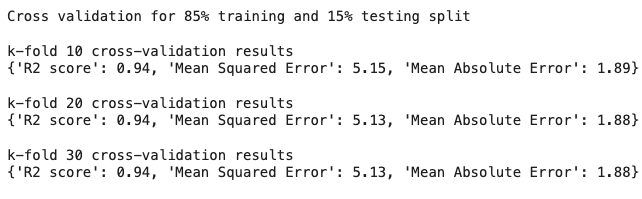 Cross validation for 85% training and 15% testing split
k-fold 10 cross-validation results
{'R2 score': 0.94, 'Mean Squared Error': 5.15, 'Mean Absolute Error': 1.89}
k-fold 20 cross-validation results
{'R2 score': 0.94, 'Mean Squared Error': 5.13, 'Mean Absolute Error': 1.88}
k-fold 30 cross-validation results
{'R2 score': 0.94, 'Mean Squared Error': 5.13, 'Mean Absolute Error': 1.88}